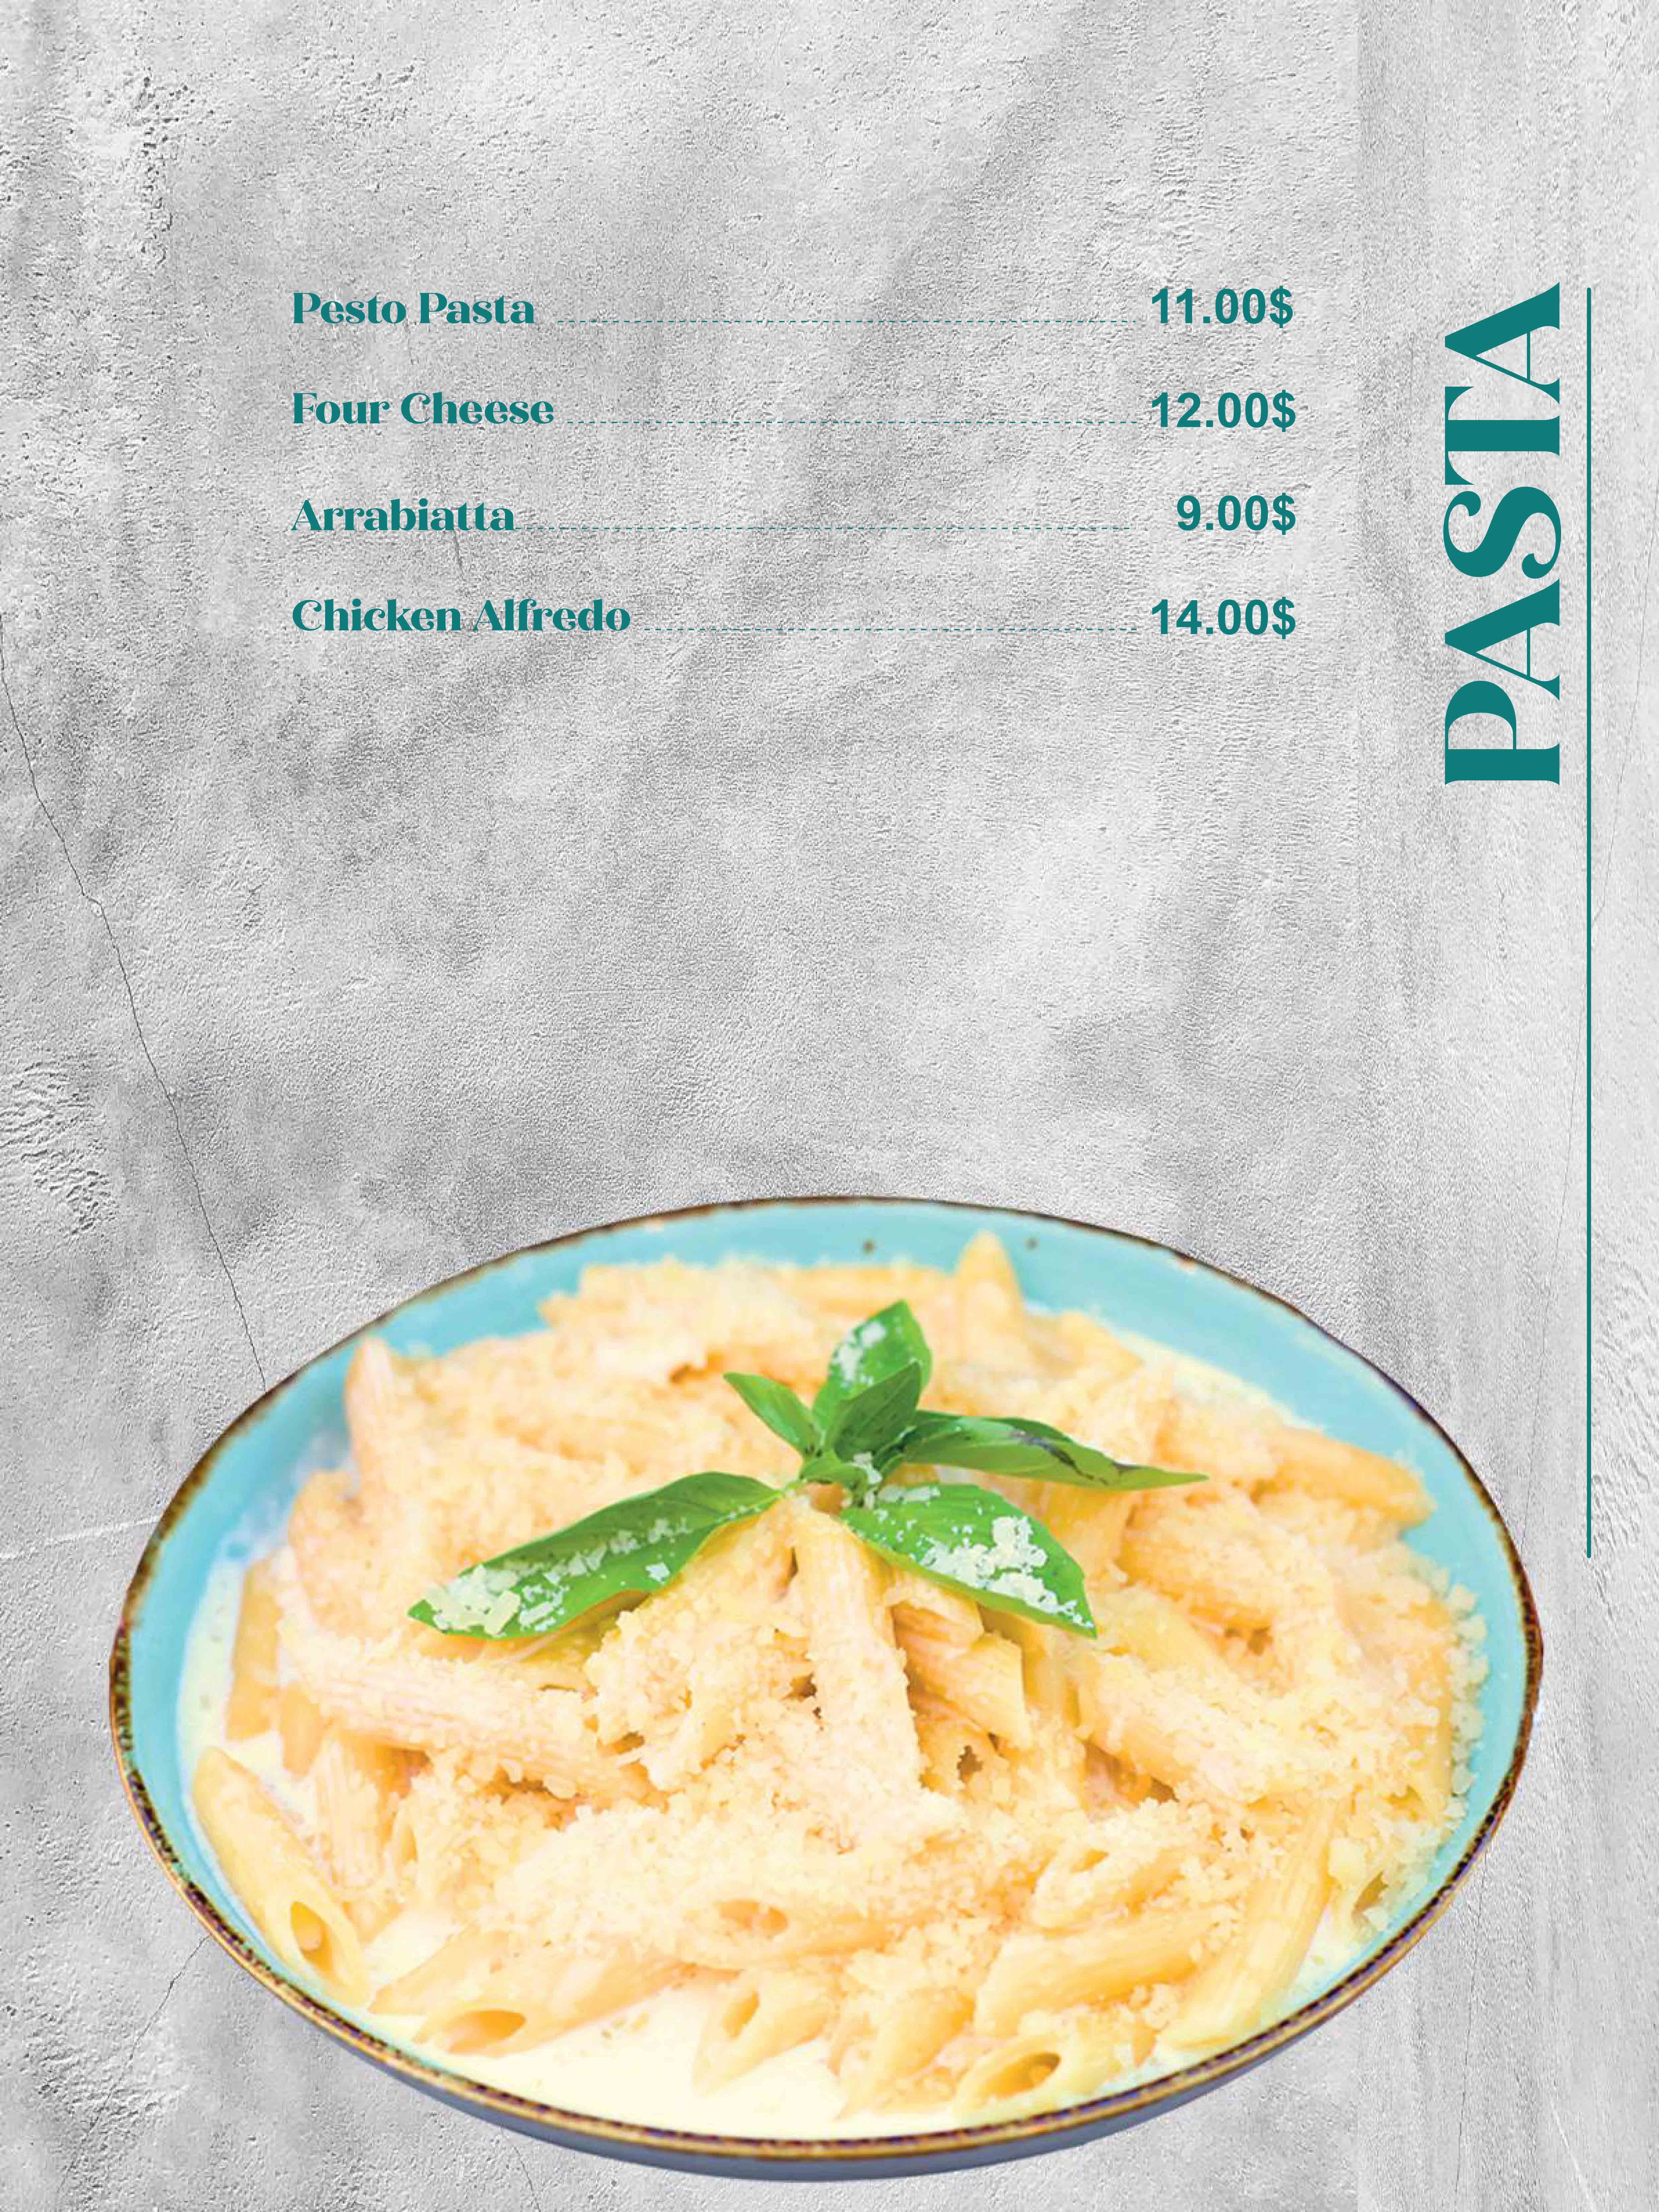 Pesto Pasta 11.00$
Four Cheese 12.00$
Arrabiatta 9.00$
Chicken Alfredo 14.00$
PASTA